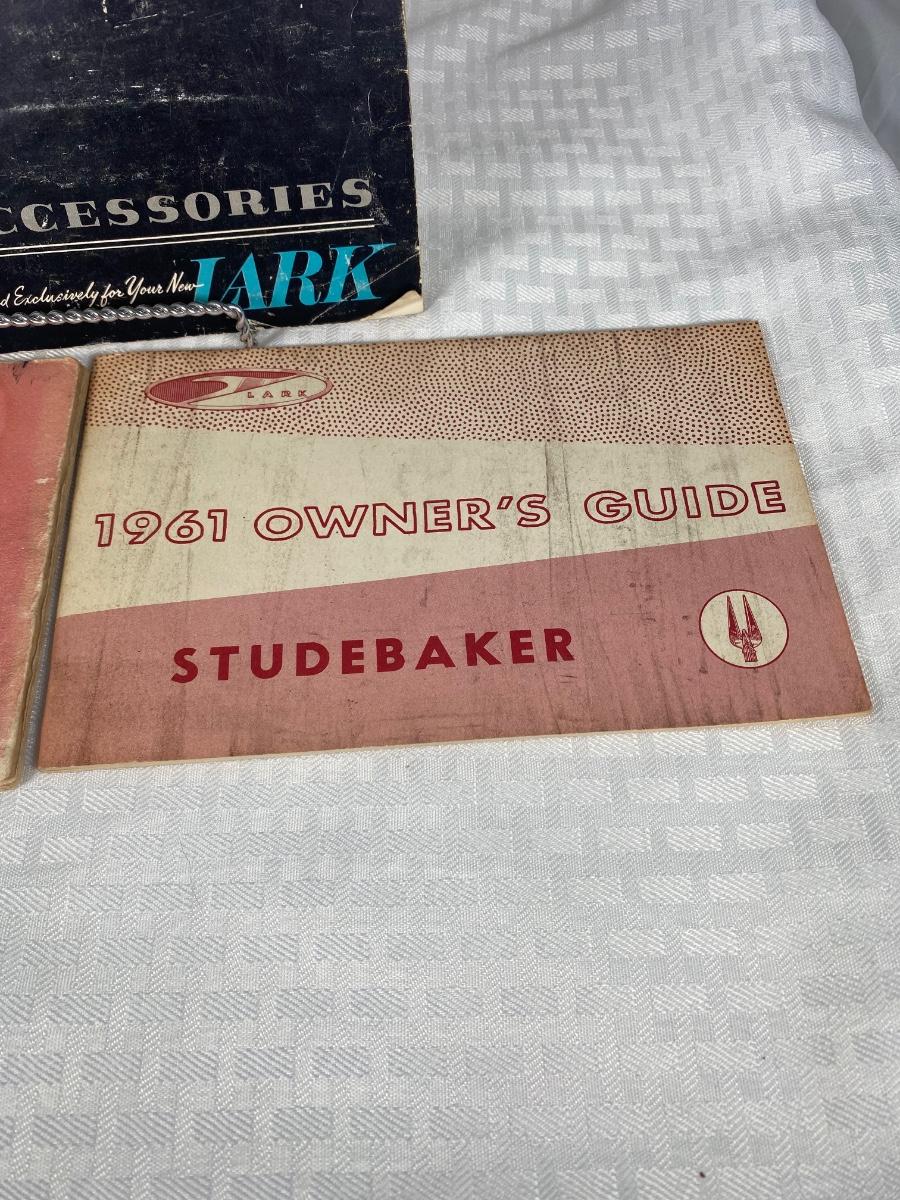 CCESSORIES
d Exclusively for Your New LARK
LARK
1961 OWNER'S GUIDE
STUDEBAKER